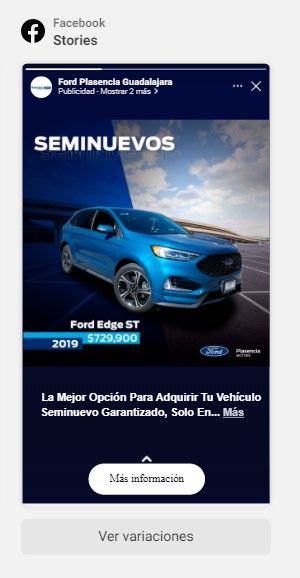 Facebook
Stories
Ford Plasencia Guadalajara
Publicidad · Mostrar 2 más >
SEMINUEVOS
Ford Edge ST
2019 $729,900
Ford Plasencia
MOTORS
La Mejor Opción Para Adquirir Tu Vehículo
Seminuevo Garantizado, Solo En... Más
Más información
Ver variaciones